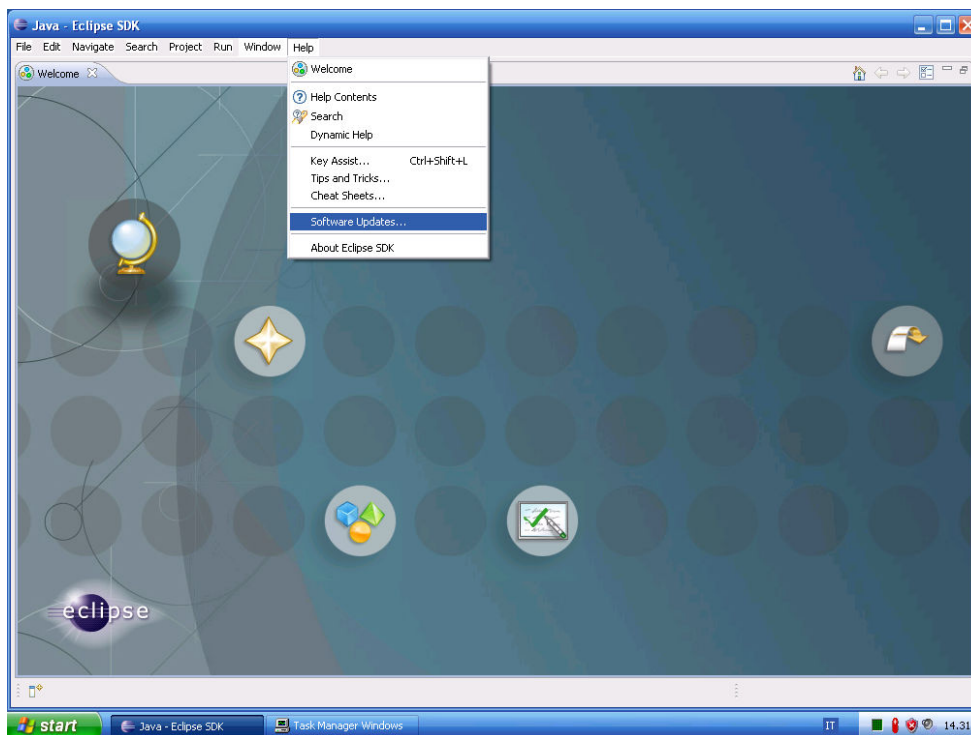 Java - Eclipse SDK
File Edit Navigate Search Project Run Window Help
Welcome
Welcome
Help Contents
Search
Dynamic Help
Key Assist... Ctrl+Shift+L
Tips and Tricks...
Cheat Sheets...
Software Updates...
About Eclipse SDK
eclipse
start Java - Eclipse SDK Task Manager Windows IT 14.31